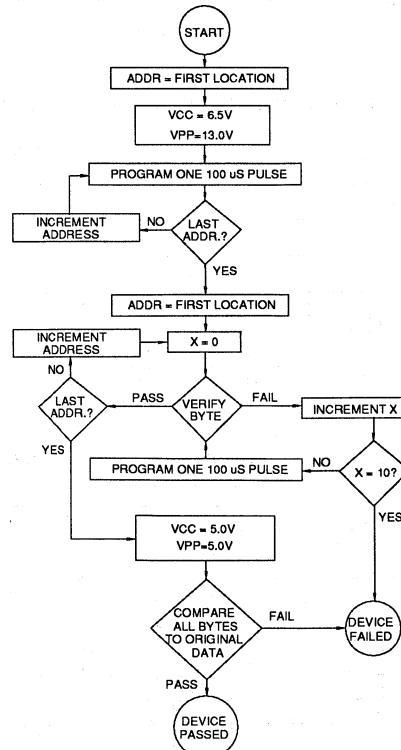 START
ADDR = FIRST LOCATION
VCC = 6.5V
VPP=13.0V
PROGRAM ONE 100 uS PULSE
INCREMENT
ADDRESS
NO
LAST
ADDR.?
YES
ADDR = FIRST LOCATION
INCREMENT
ADDRESS
X = 0
NO
LAST
ADDR.?
PASS
VERIFY
BYTE
FAIL
INCREMENT X
YES
PROGRAM ONE 100 uS PULSE
NO
X = 10?
YES
VCC = 5.0V
VPP=5.0V
COMPARE
ALL BYTES
TO ORIGINAL
DATA
FAIL
DEVICE
FAILED
PASS
DEVICE
PASSED